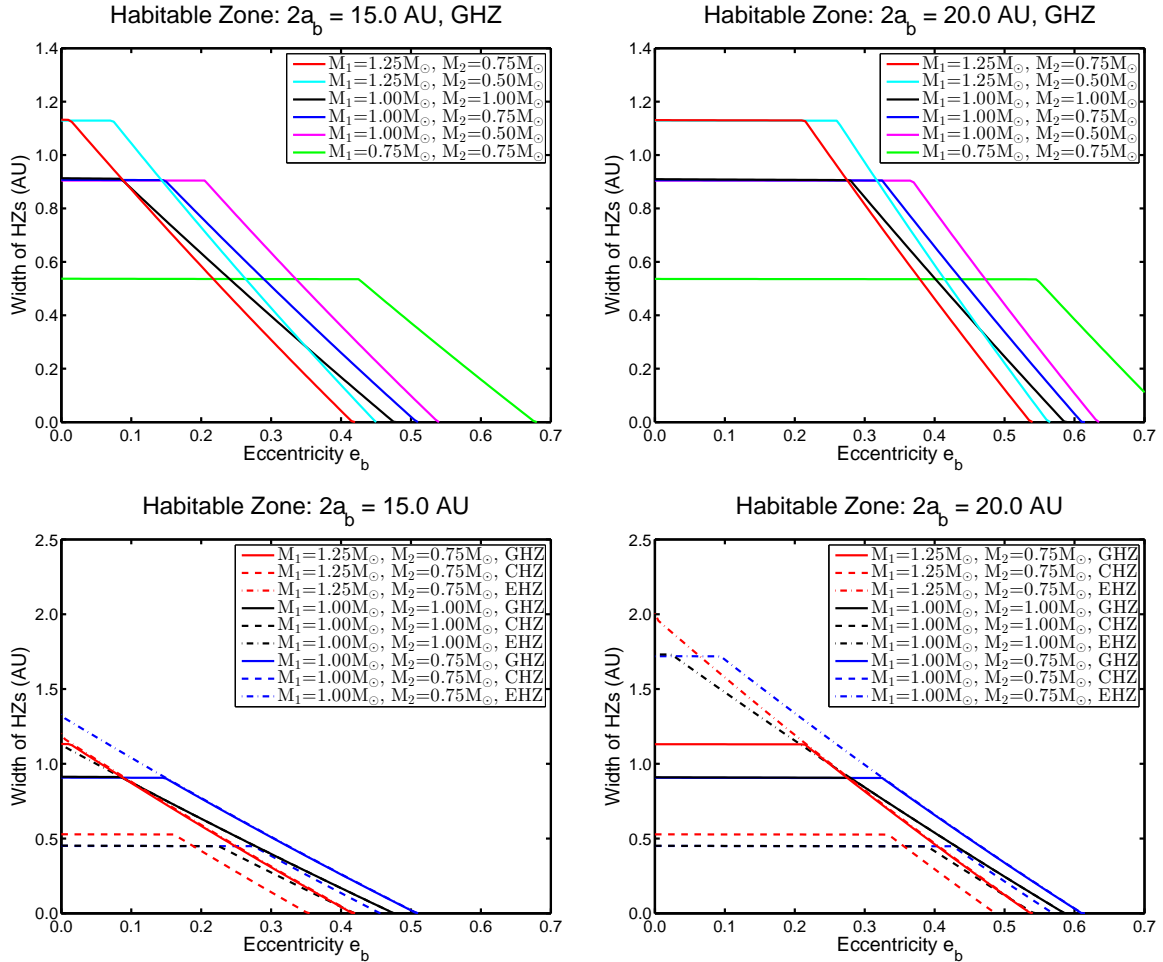 Habitable Zone: 2a_b = 15.0 AU, GHZ
1.4
1.2
1.0
0.8
0.6
0.4
0.2
0.0
Width of HZs (AU)
M₁=1.25M☉, M₂=0.75M☉
M₁=1.25M☉, M₂=0.50M☉
M₁=1.00M☉, M₂=1.00M☉
M₁=1.00M☉, M₂=0.75M☉
M₁=1.00M☉, M₂=0.50M☉
M₁=0.75M☉, M₂=0.75M☉
0.0 0.1 0.2 0.3 0.4 0.5 0.6 0.7
Eccentricity e_b
Habitable Zone: 2a_b = 20.0 AU, GHZ
1.4
1.2
1.0
0.8
0.6
0.4
0.2
0.0
Width of HZs (AU)
M₁=1.25M☉, M₂=0.75M☉
M₁=1.25M☉, M₂=0.50M☉
M₁=1.00M☉, M₂=1.00M☉
M₁=1.00M☉, M₂=0.75M☉
M₁=1.00M☉, M₂=0.50M☉
M₁=0.75M☉, M₂=0.75M☉
0.0 0.1 0.2 0.3 0.4 0.5 0.6 0.7
Eccentricity e_b
Habitable Zone: 2a_b = 15.0 AU
2.5
2.0
1.5
1.0
0.5
0.0
Width of HZs (AU)
M₁=1.25M☉, M₂=0.75M☉, GHZ
M₁=1.25M☉, M₂=0.75M☉, CHZ
M₁=1.25M☉, M₂=0.75M☉, EHZ
M₁=1.00M☉, M₂=1.00M☉, GHZ
M₁=1.00M☉, M₂=1.00M☉, CHZ
M₁=1.00M☉, M₂=1.00M☉, EHZ
M₁=1.00M☉, M₂=0.75M☉, GHZ
M₁=1.00M☉, M₂=0.75M☉, CHZ
M₁=1.00M☉, M₂=0.75M☉, EHZ
0.0 0.1 0.2 0.3 0.4 0.5 0.6 0.7
Eccentricity e_b
Habitable Zone: 2a_b = 20.0 AU
2.5
2.0
1.5
1.0
0.5
0.0
Width of HZs (AU)
M₁=1.25M☉, M₂=0.75M☉, GHZ
M₁=1.25M☉, M₂=0.75M☉, CHZ
M₁=1.25M☉, M₂=0.75M☉, EHZ
M₁=1.00M☉, M₂=1.00M☉, GHZ
M₁=1.00M☉, M₂=1.00M☉, CHZ
M₁=1.00M☉, M₂=1.00M☉, EHZ
M₁=1.00M☉, M₂=0.75M☉, GHZ
M₁=1.00M☉, M₂=0.75M☉, CHZ
M₁=1.00M☉, M₂=0.75M☉, EHZ
0.0 0.1 0.2 0.3 0.4 0.5 0.6 0.7
Eccentricity e_b